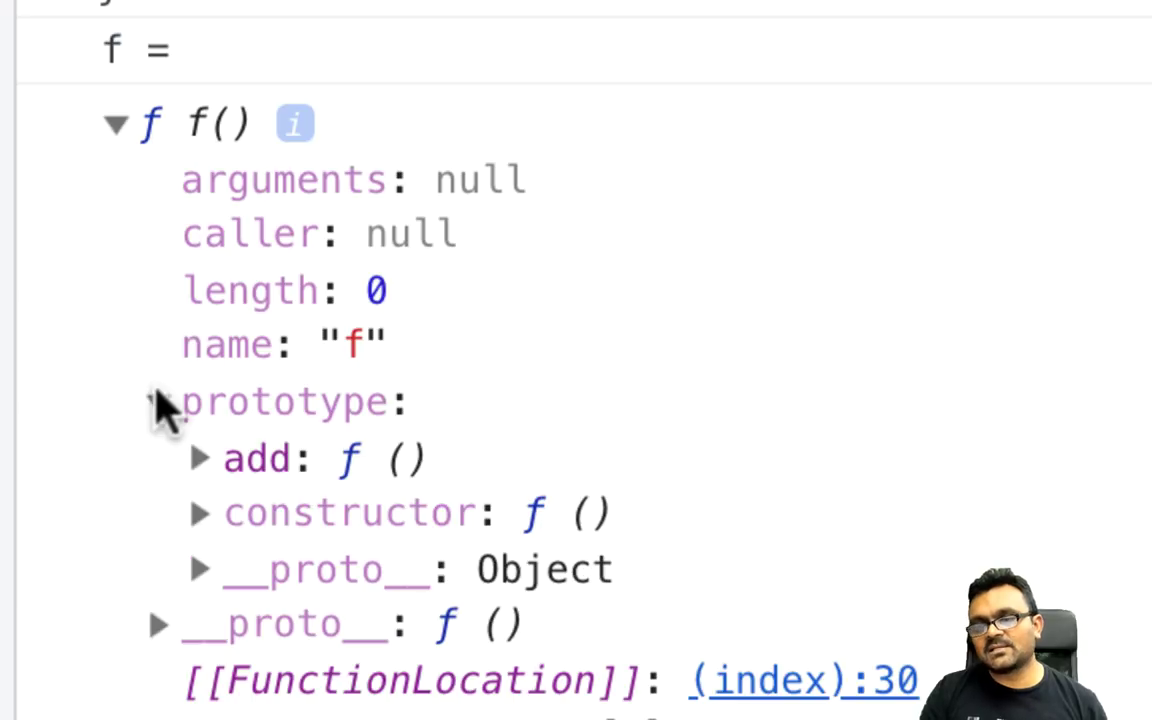 f =
▼ ƒ f() i
arguments: null
caller: null
length: 0
name: "f"
prototype:
▶ add: ƒ ()
▶ constructor: ƒ ()
▶ __proto__: Object
▶ __proto__: ƒ ()
[[FunctionLocation]]: (index):30